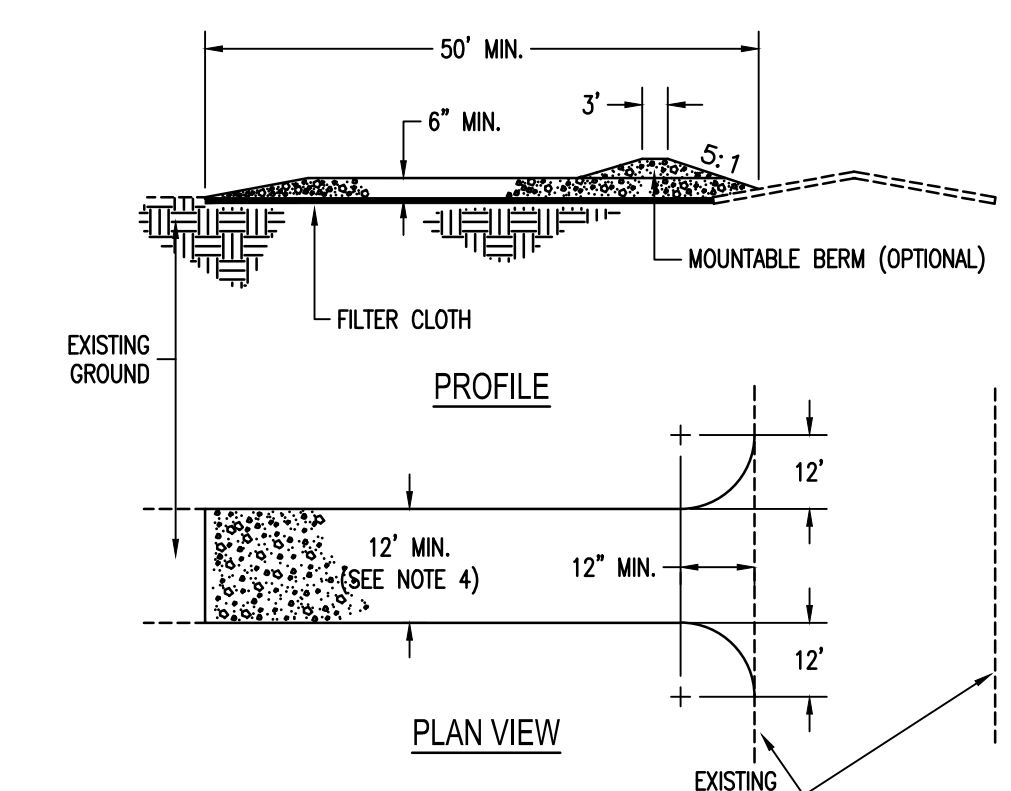 50' MIN.
3'
6" MIN.
5:1
MOUNTABLE BERM (OPTIONAL)
FILTER CLOTH
EXISTING
GROUND
PROFILE
12'
12' MIN.
(SEE NOTE 4)
12" MIN.
12'
PLAN VIEW
EXISTING